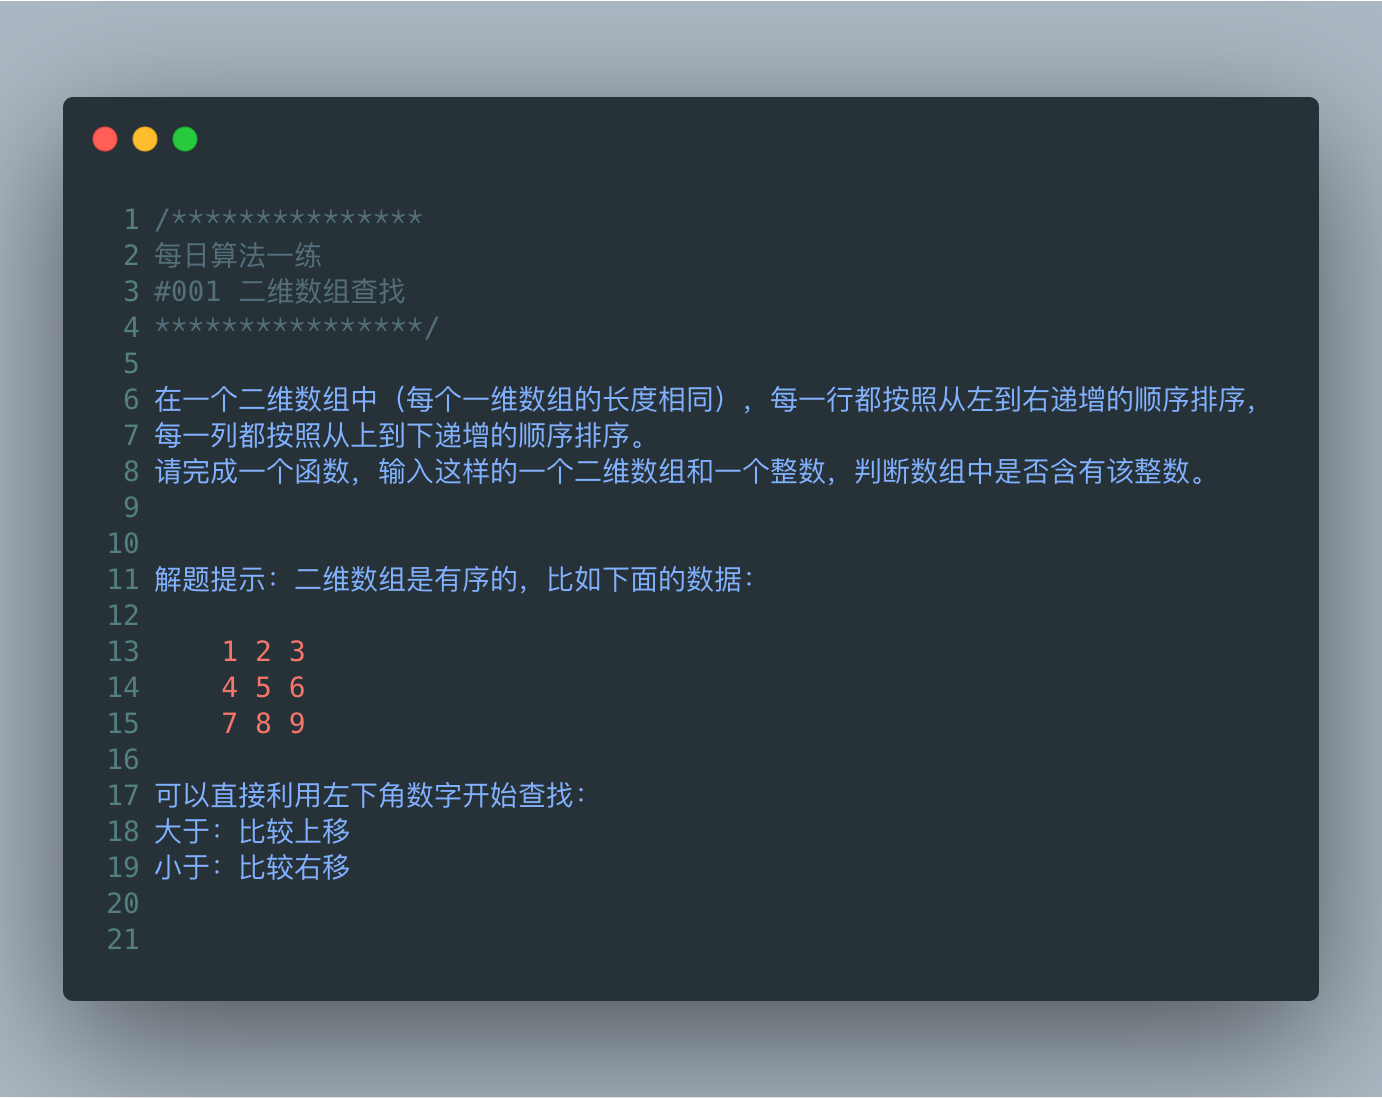 1 /***************
2 每日算法一练
3 #001 二维数组查找
4 ****************/
5
6 在一个二维数组中（每个一维数组的长度相同），每一行都按照从左到右递增的顺序排序，
7 每一列都按照从上到下递增的顺序排序。
8 请完成一个函数，输入这样的一个二维数组和一个整数，判断数组中是否含有该整数。
9
10
11 解题提示：二维数组是有序的，比如下面的数据：
12
13     1 2 3
14     4 5 6
15     7 8 9
16
17 可以直接利用左下角数字开始查找：
18 大于：比较上移
19 小于：比较右移
20
21